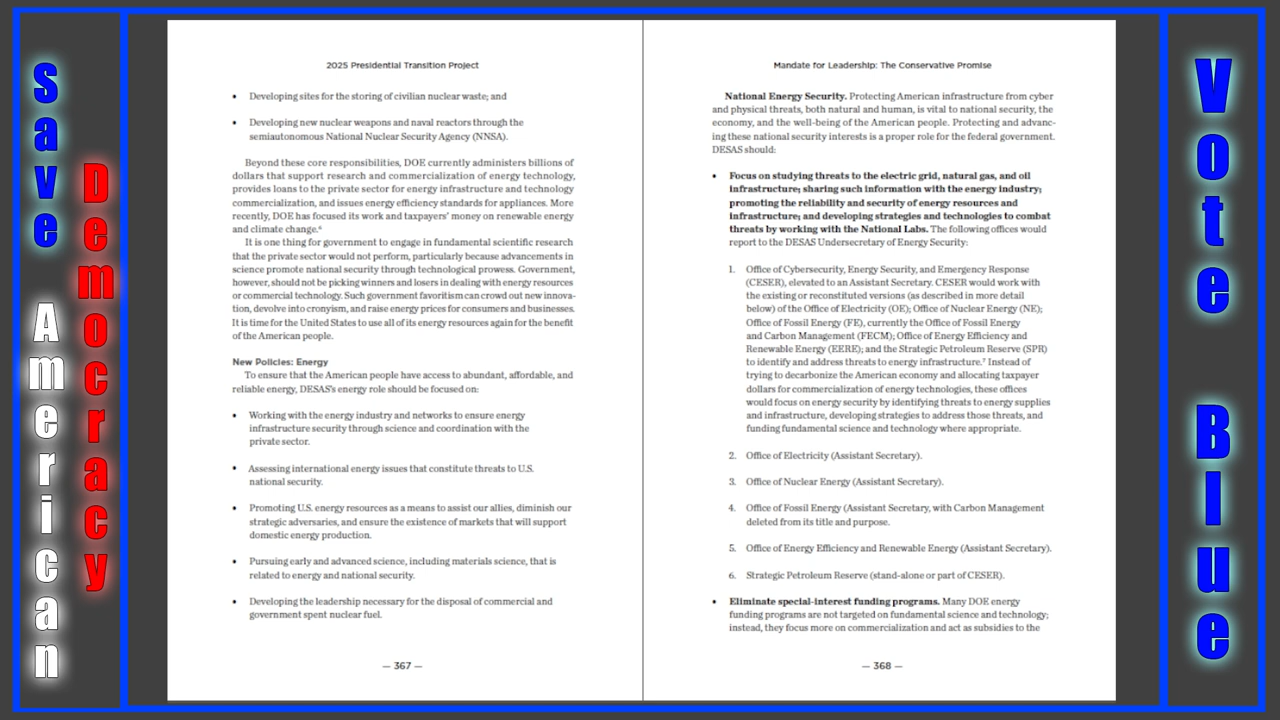 Save American
Democracy
2025 Presidential Transition Project
• Developing sites for the storing of civilian nuclear waste; and
• Developing new nuclear weapons and naval reactors through the
semiautonomous National Nuclear Security Agency (NNSA).
Beyond these core responsibilities, DOE currently administers billions of
dollars that support research and commercialization of energy technology,
provides loans to the private sector for energy infrastructure and technology
commercialization, and issues energy efficiency standards for appliances. More
recently, DOE has focused its work and taxpayers' money on renewable energy
and climate change.⁶
It is one thing for government to engage in fundamental scientific research
that the private sector would not perform, particularly because advancements in
science promote national security through technological prowess. Government,
however, should not be picking winners and losers in dealing with energy resources
or commercial technology. Such government favoritism can crowd out new innova-
tion, devolve into cronyism, and raise energy prices for consumers and businesses.
It is time for the United States to use all of its energy resources again for the benefit
of the American people.
New Policies: Energy
To ensure that the American people have access to abundant, affordable, and
reliable energy, DESAS's energy role should be focused on:
• Working with the energy industry and networks to ensure energy
infrastructure security through science and coordination with the
private sector.
• Assessing international energy issues that constitute threats to U.S.
national security.
• Promoting U.S. energy resources as a means to assist our allies, diminish our
strategic adversaries, and ensure the existence of markets that will support
domestic energy production.
• Pursuing early and advanced science, including materials science, that is
related to energy and national security.
• Developing the leadership necessary for the disposal of commercial and
government spent nuclear fuel.
— 367 —
Mandate for Leadership: The Conservative Promise
National Energy Security. Protecting American infrastructure from cyber
and physical threats, both natural and human, is vital to national security, the
economy, and the well-being of the American people. Protecting and advanc-
ing these national security interests is a proper role for the federal government.
DESAS should:
• Focus on studying threats to the electric grid, natural gas, and oil
infrastructure; sharing such information with the energy industry;
promoting the reliability and security of energy resources and
infrastructure; and developing strategies and technologies to combat
threats by working with the National Labs. The following offices would
report to the DESAS Undersecretary of Energy Security:
1. Office of Cybersecurity, Energy Security, and Emergency Response
(CESER), elevated to an Assistant Secretary. CESER would work with
the existing or reconstituted versions (as described in more detail
below) of the Office of Electricity (OE); Office of Nuclear Energy (NE);
Office of Fossil Energy (FE), currently the Office of Fossil Energy
and Carbon Management (FECM); Office of Energy Efficiency and
Renewable Energy (EERE); and the Strategic Petroleum Reserve (SPR)
to identify and address threats to energy infrastructure.⁷ Instead of
trying to decarbonize the American economy and allocating taxpayer
dollars for commercialization of energy technologies, these offices
would focus on energy security by identifying threats to energy supplies
and infrastructure, developing strategies to address those threats, and
funding fundamental science and technology where appropriate.
2. Office of Electricity (Assistant Secretary).
3. Office of Nuclear Energy (Assistant Secretary).
4. Office of Fossil Energy (Assistant Secretary, with Carbon Management
deleted from its title and purpose.
5. Office of Energy Efficiency and Renewable Energy (Assistant Secretary).
6. Strategic Petroleum Reserve (stand-alone or part of CESER).
• Eliminate special-interest funding programs. Many DOE energy
funding programs are not targeted on fundamental science and technology;
instead, they focus more on commercialization and act as subsidies to the
— 368 —
Vote Blue